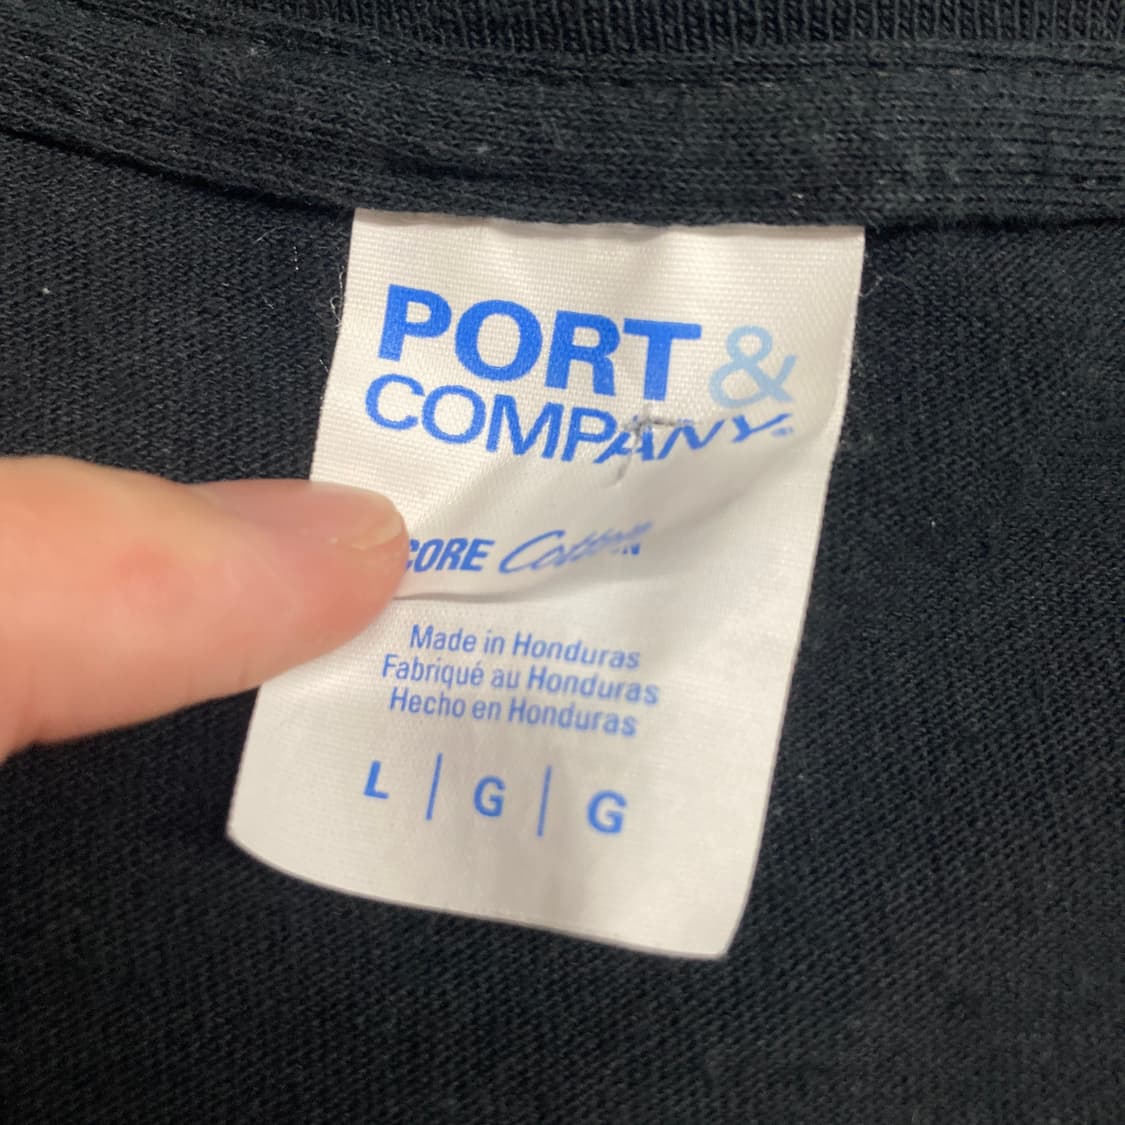 PORT &
COMPANY
CORE Cotton
Made in Honduras
Fabriqué au Honduras
Hecho en Honduras
L | G | G